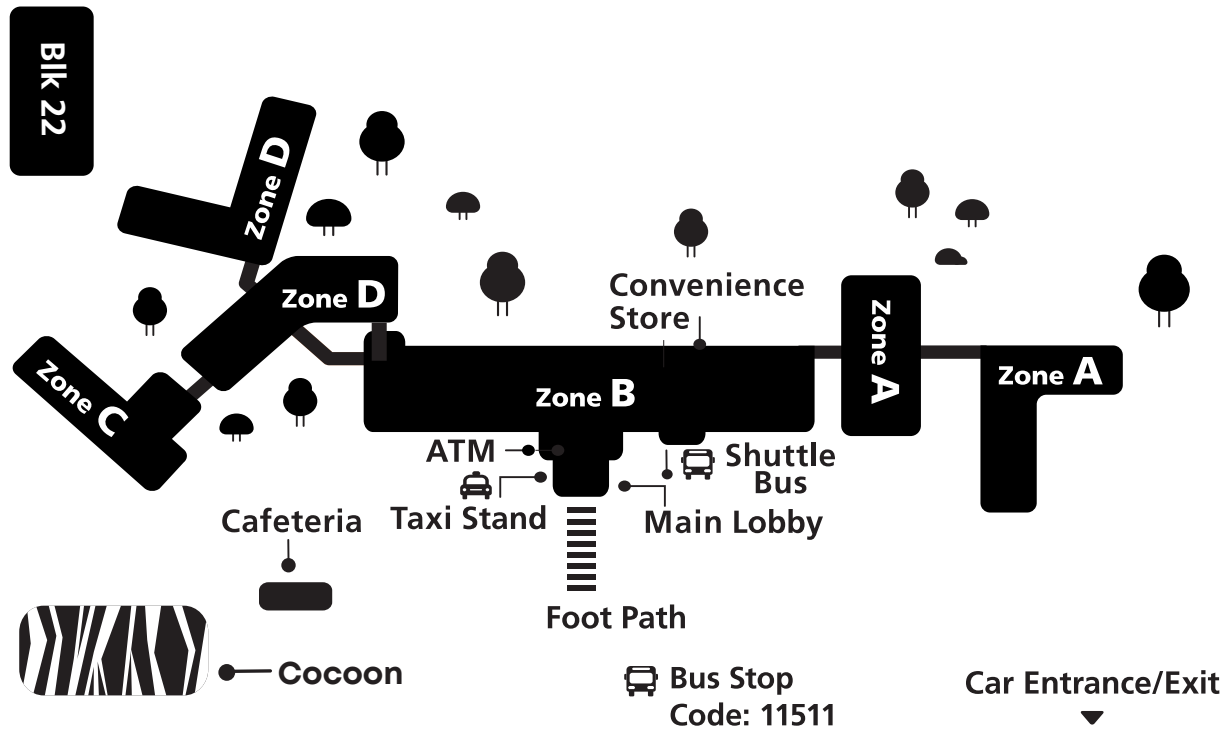 Blk 22
Zone D
Zone D
Convenience
Store
Zone A
Zone A
Zone C
Zone B
ATM
Shuttle
Bus
Taxi Stand
Main Lobby
Cafeteria
Foot Path
Cocoon
Bus Stop
Code: 11511
Car Entrance/Exit